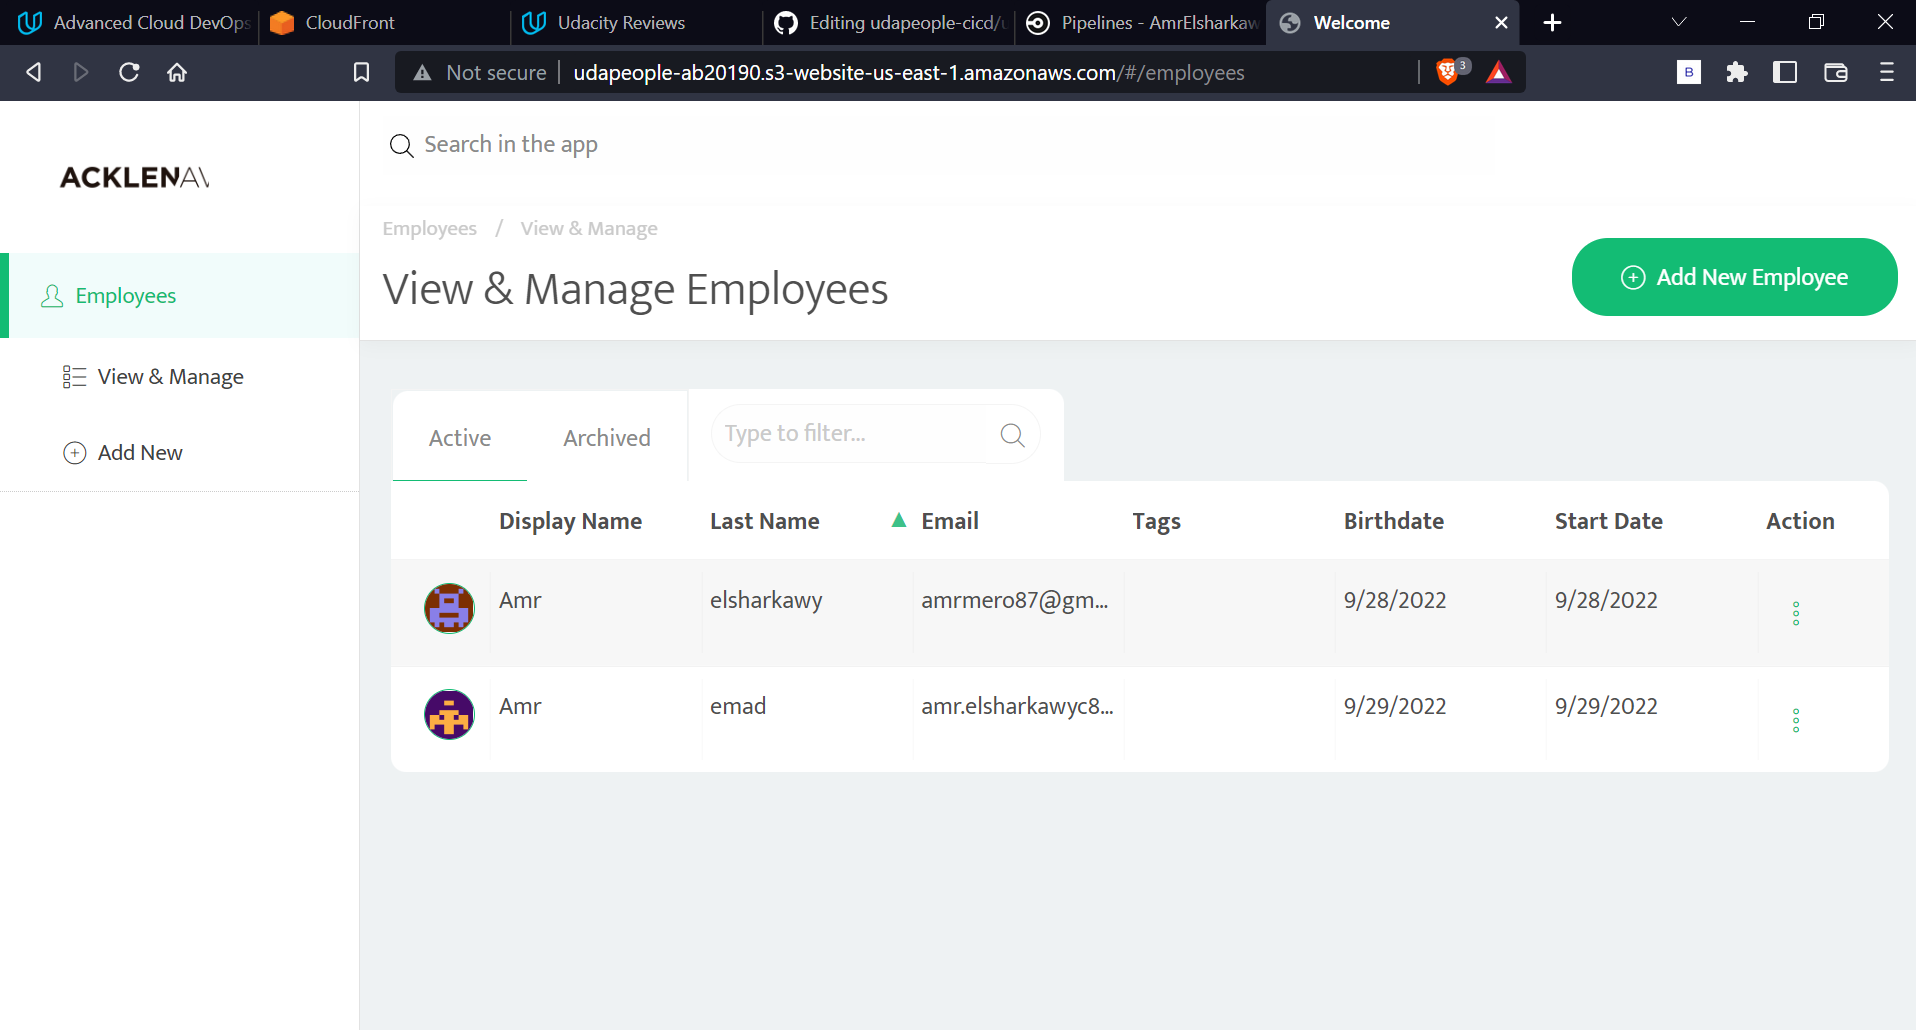 Advanced Cloud DevOps
CloudFront
Udacity Reviews
Editing udapeople-cicd/
Pipelines - AmrElsharkaw
Welcome
Not secure
udapeople-ab20190.s3-website-us-east-1.amazonaws.com/#/employees
3
B
ACKLENAV
Search in the app
Employees / View & Manage
View & Manage Employees
Add New Employee
Employees
View & Manage
Add New
Active
Archived
Type to filter...
Display Name Last Name Email Tags Birthdate Start Date Action
Amr elsharkawy amrmero87@gm... 9/28/2022 9/28/2022
Amr emad amr.elsharkawyc8... 9/29/2022 9/29/2022